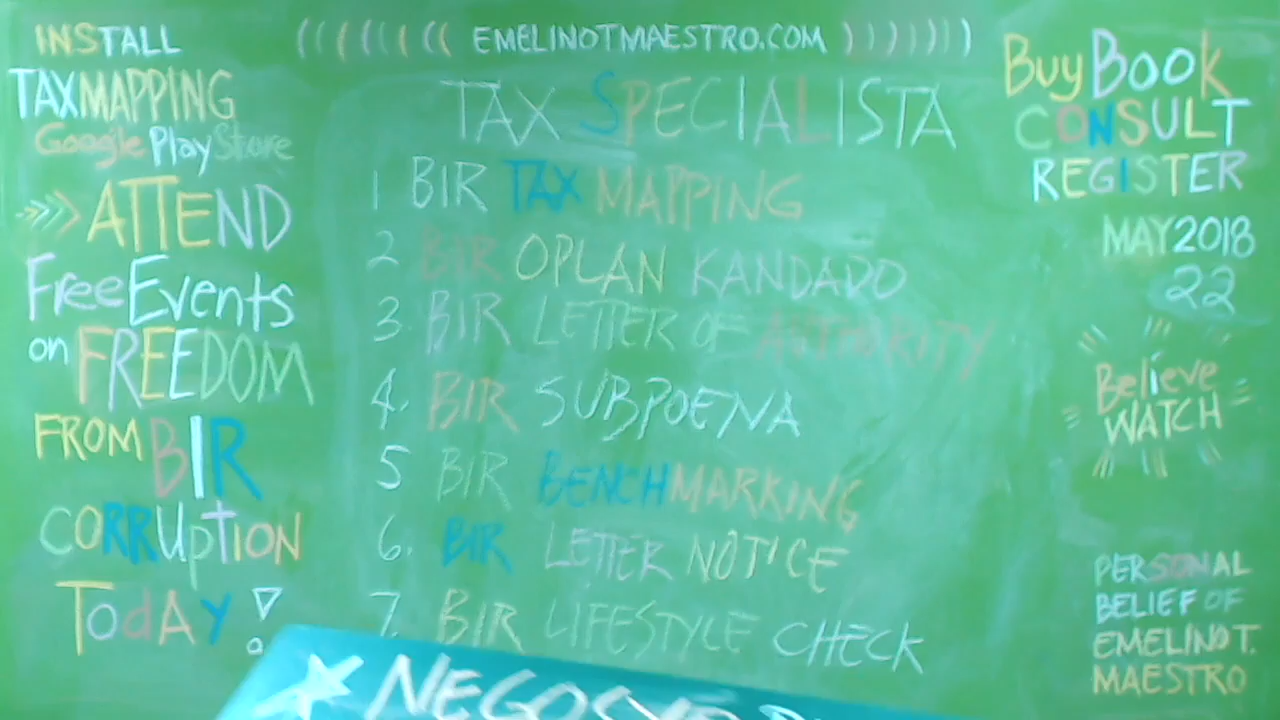 INSTALL
TAXMAPPING
Google Play Store
>>> ATTEND
Free Events
on FREEDOM
FROM BIR
CORRUPTION
TODAY!
(((((((( EMELINOTMAESTRO.COM ))))))))
TAX SPECIALISTA
1 BIR TAX MAPPING
2 BIR OPLAN KANDADO
3. BIR LETTER OF AUTHORITY
4. BIR SUBPOENA
5 BIR BENCHMARKING
6. BIR LETTER NOTICE
7. BIR LIFESTYLE CHECK
Buy Book
CONSULT
REGISTER
MAY 2018
22
Believe
WATCH
PERSONAL
BELIEF OF
EMELINO T.
MAESTRO